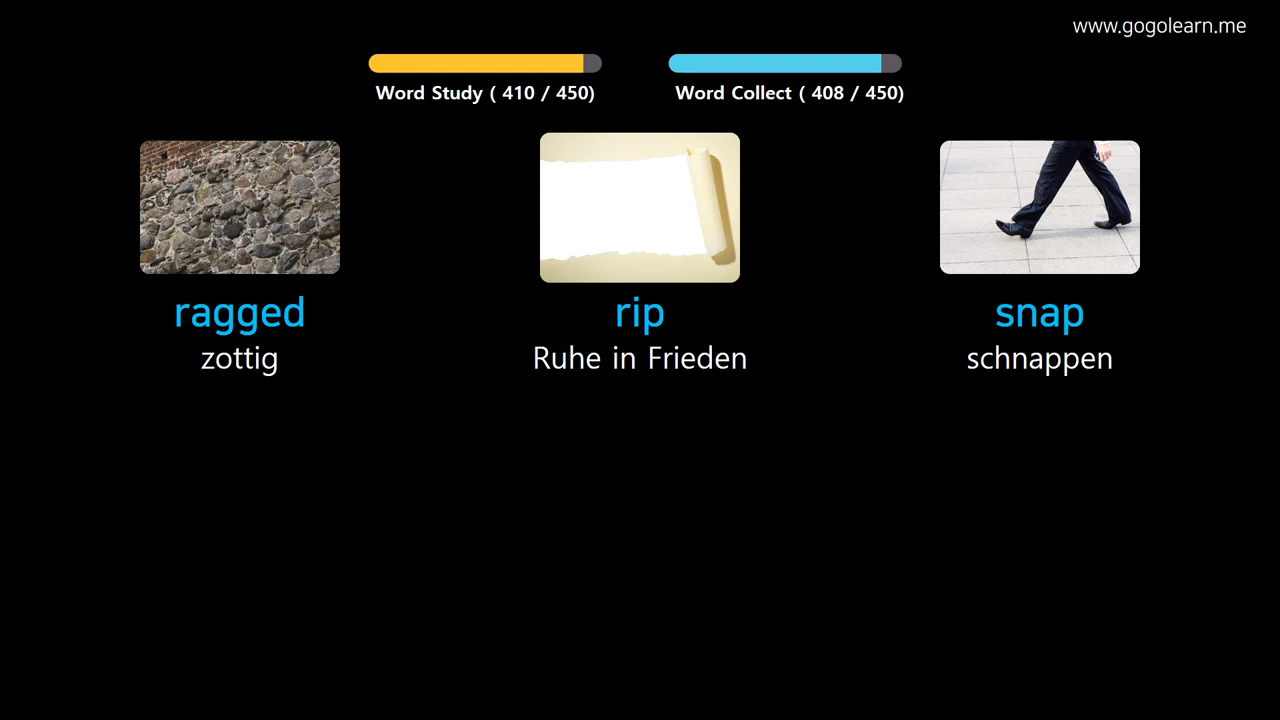 www.gogolearn.me
Word Study ( 410 / 450)
Word Collect ( 408 / 450)
ragged
rip
snap
zottig
Ruhe in Frieden
schnappen